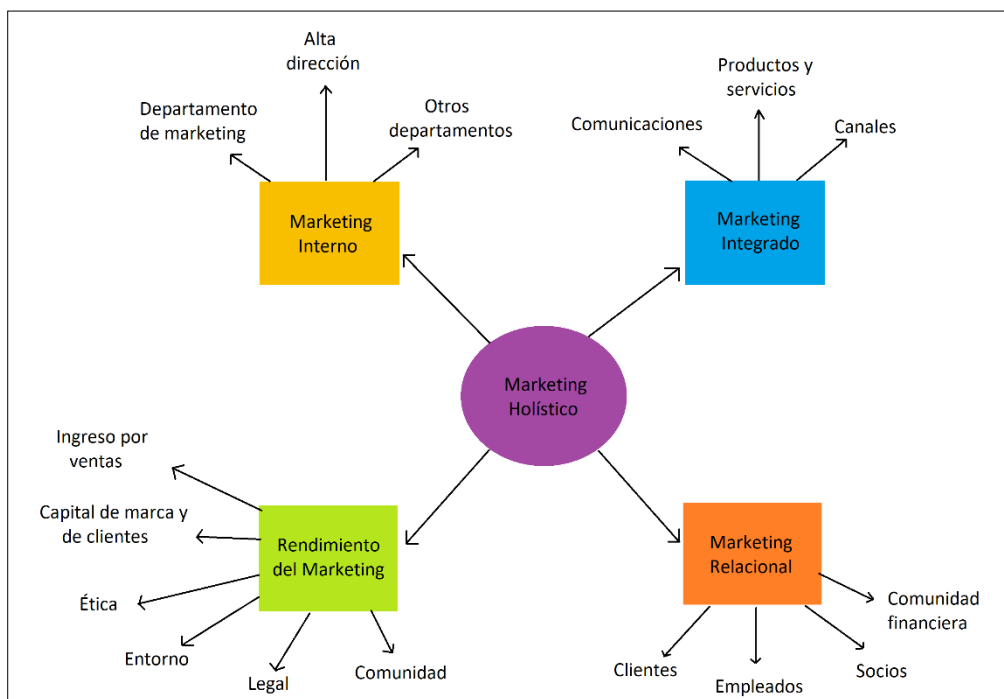 Alta
dirección
Departamento
de marketing
Otros
departamentos
Marketing
Interno
Productos y
servicios
Comunicaciones
Canales
Marketing
Integrado
Marketing
Holístico
Ingreso por
ventas
Capital de marca y
de clientes
Ética
Entorno
Legal
Comunidad
Rendimiento
del Marketing
Marketing
Relacional
Comunidad
financiera
Clientes
Empleados
Socios